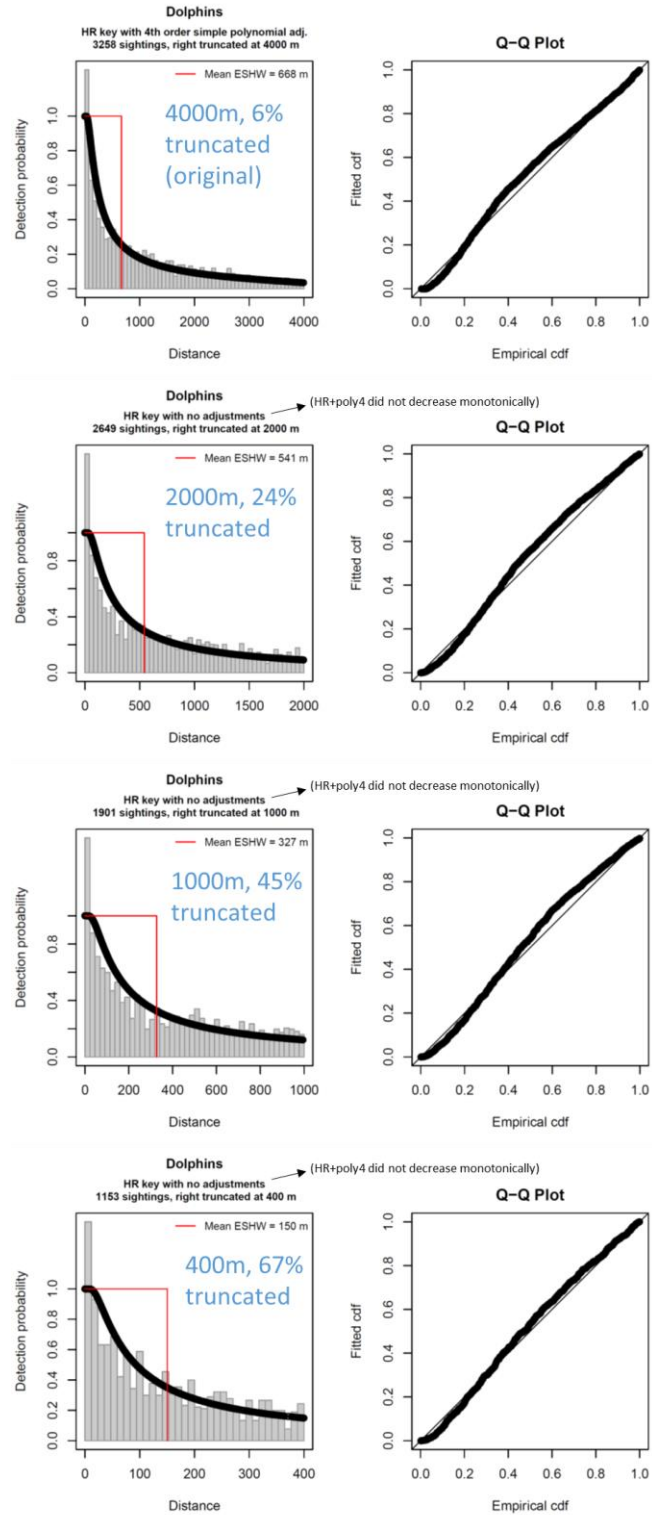 Dolphins
HR key with 4th order simple polynomial adj.
3258 sightings, right truncated at 4000 m
Mean ESHW = 668 m
4000m, 6%
truncated
(original)
Detection probability
0.0 0.2 0.4 0.6 0.8 1.0
0 1000 2000 3000 4000
Distance
Q−Q Plot
Fitted cdf
0.0 0.2 0.4 0.6 0.8 1.0
0.0 0.2 0.4 0.6 0.8 1.0
Empirical cdf
Dolphins
HR key with no adjustments
(HR+poly4 did not decrease monotonically)
2649 sightings, right truncated at 2000 m
Mean ESHW = 541 m
2000m, 24%
truncated
Detection probability
0.0 0.4 0.8
0 500 1000 1500 2000
Distance
Q−Q Plot
Fitted cdf
0.0 0.2 0.4 0.6 0.8 1.0
0.0 0.2 0.4 0.6 0.8 1.0
Empirical cdf
Dolphins
HR key with no adjustments
(HR+poly4 did not decrease monotonically)
1901 sightings, right truncated at 1000 m
Mean ESHW = 327 m
1000m, 45%
truncated
Detection probability
0.0 0.4 0.8
0 200 400 600 800 1000
Distance
Q−Q Plot
Fitted cdf
0.0 0.2 0.4 0.6 0.8 1.0
0.0 0.2 0.4 0.6 0.8 1.0
Empirical cdf
Dolphins
HR key with no adjustments
(HR+poly4 did not decrease monotonically)
1153 sightings, right truncated at 400 m
Mean ESHW = 150 m
400m, 67%
truncated
Detection probability
0.0 0.2 0.4 0.6 0.8 1.0
0 100 200 300 400
Distance
Q−Q Plot
Fitted cdf
0.0 0.2 0.4 0.6 0.8 1.0
0.0 0.2 0.4 0.6 0.8 1.0
Empirical cdf